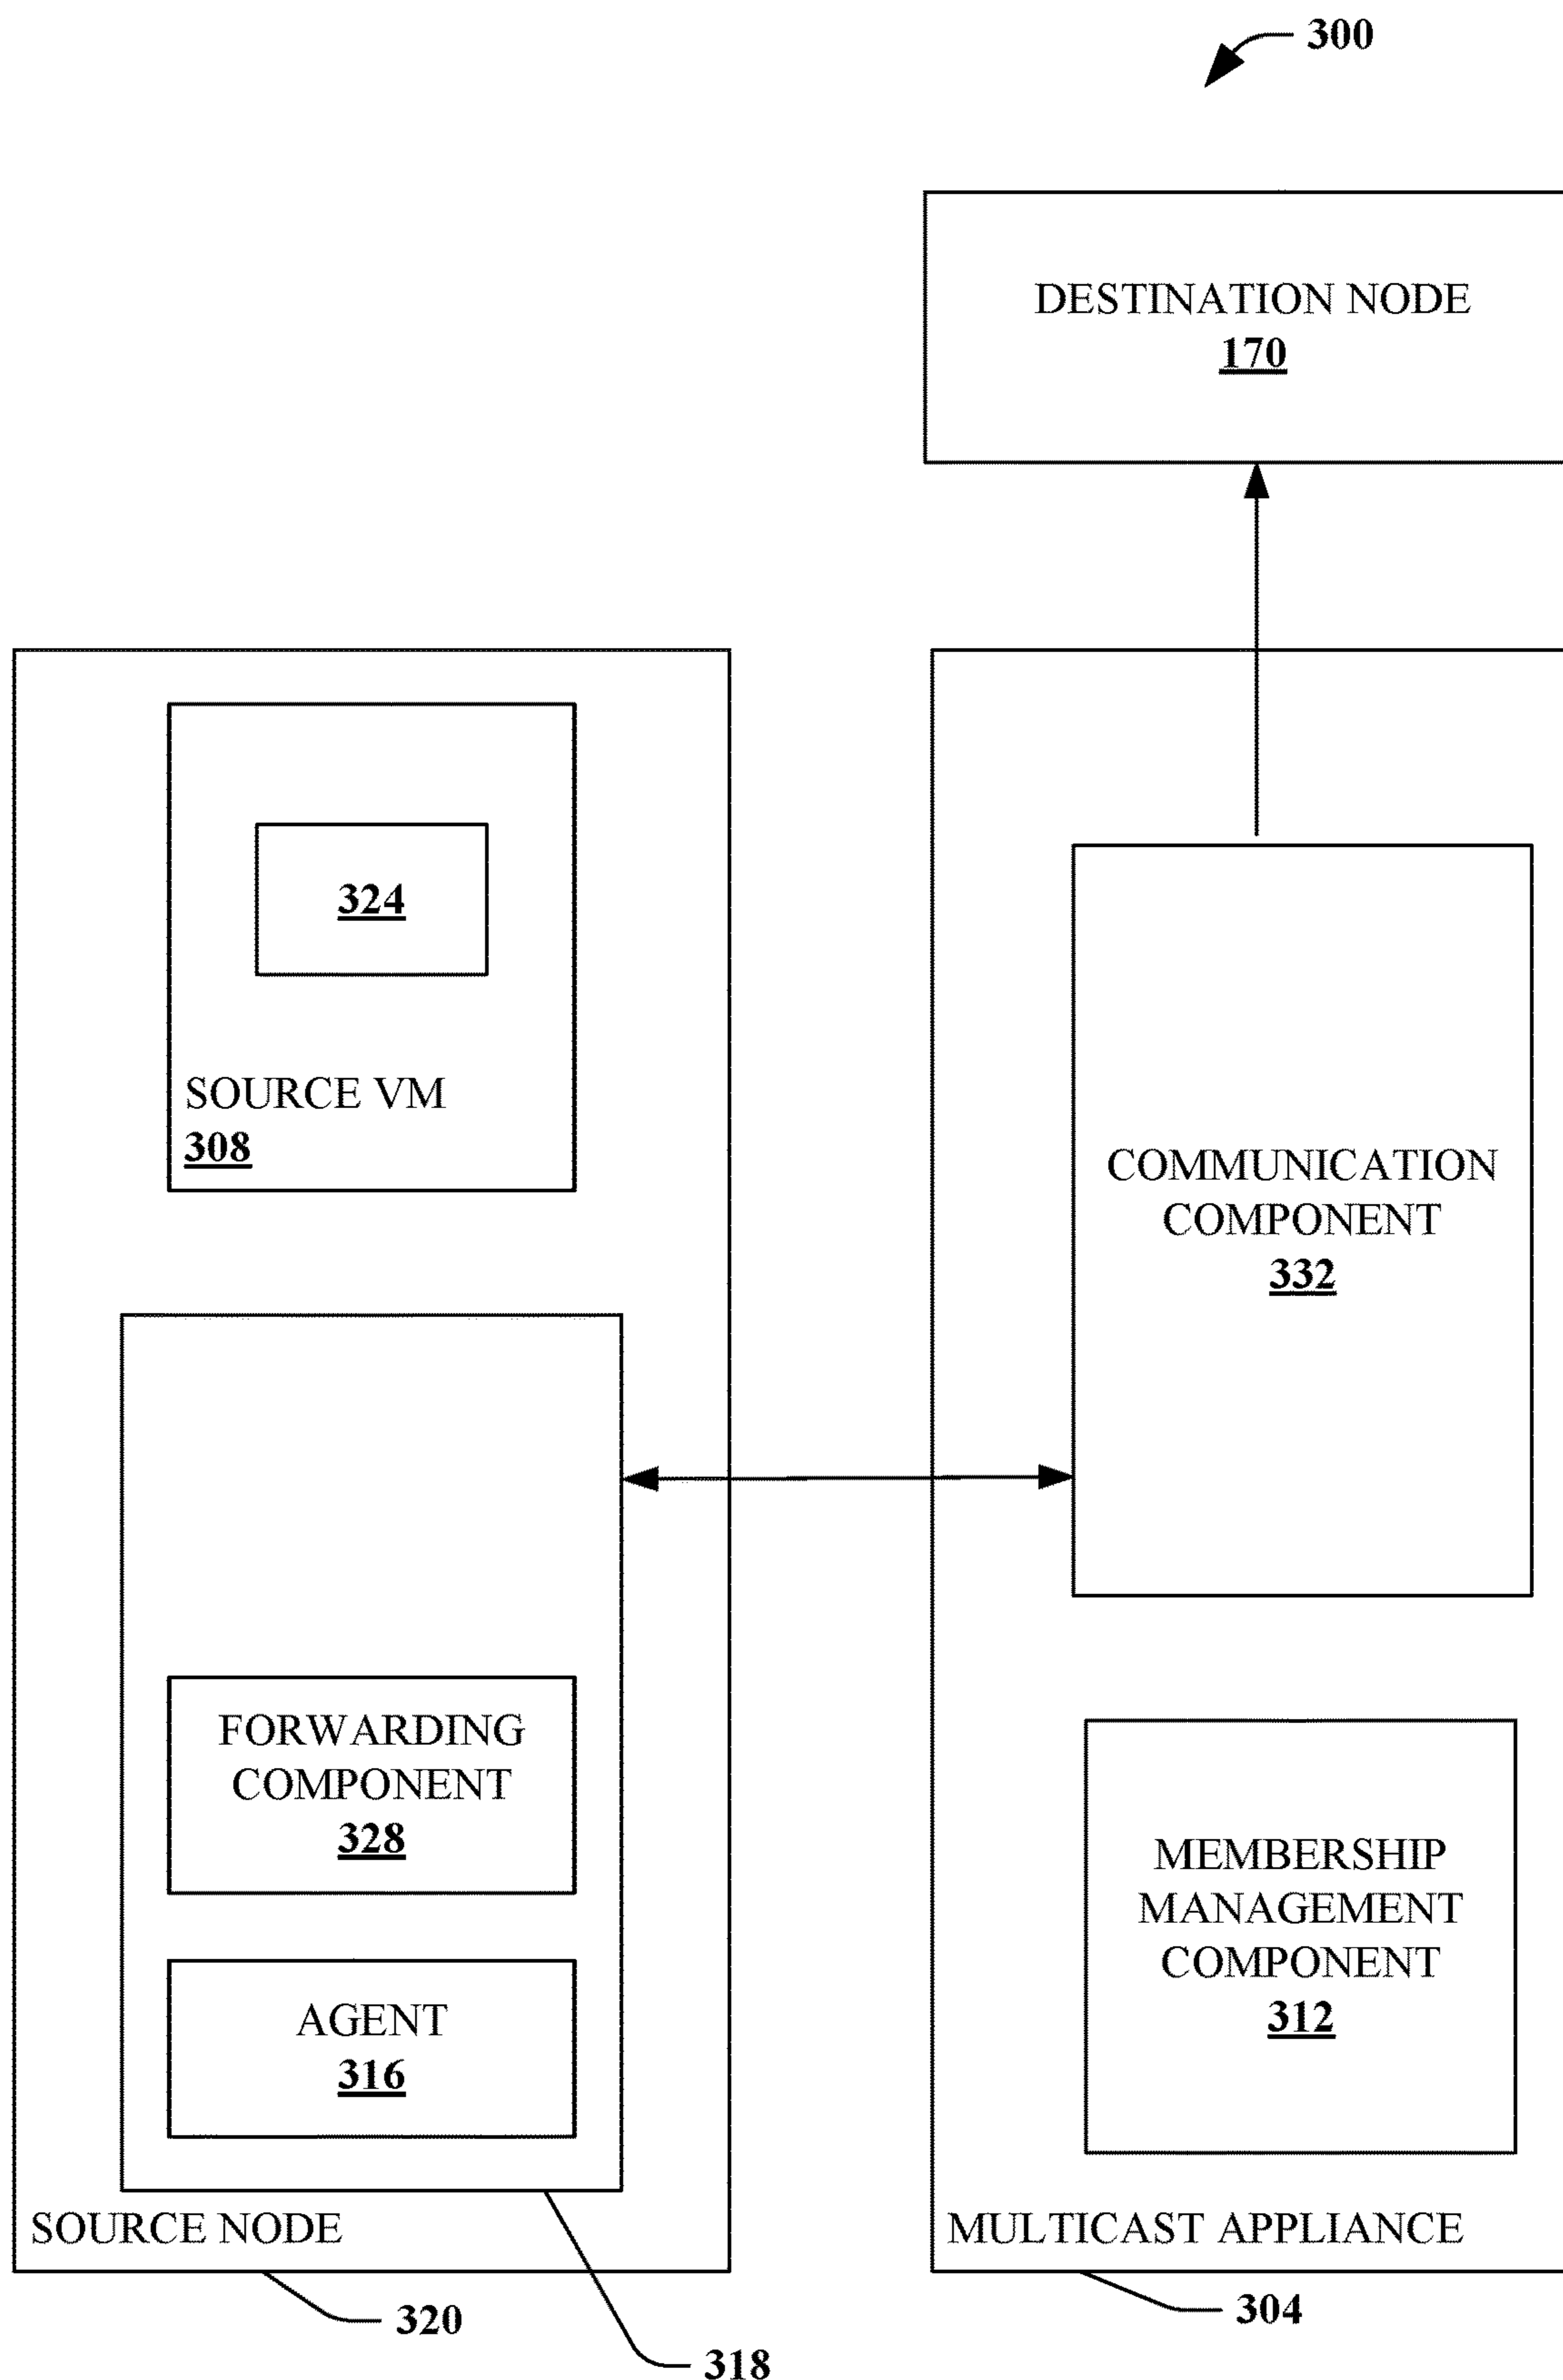 300
DESTINATION NODE
170
324
SOURCE VM
308
COMMUNICATION
COMPONENT
332
FORWARDING
COMPONENT
328
AGENT
316
MEMBERSHIP
MANAGEMENT
COMPONENT
312
SOURCE NODE
MULTICAST APPLIANCE
320
304
318